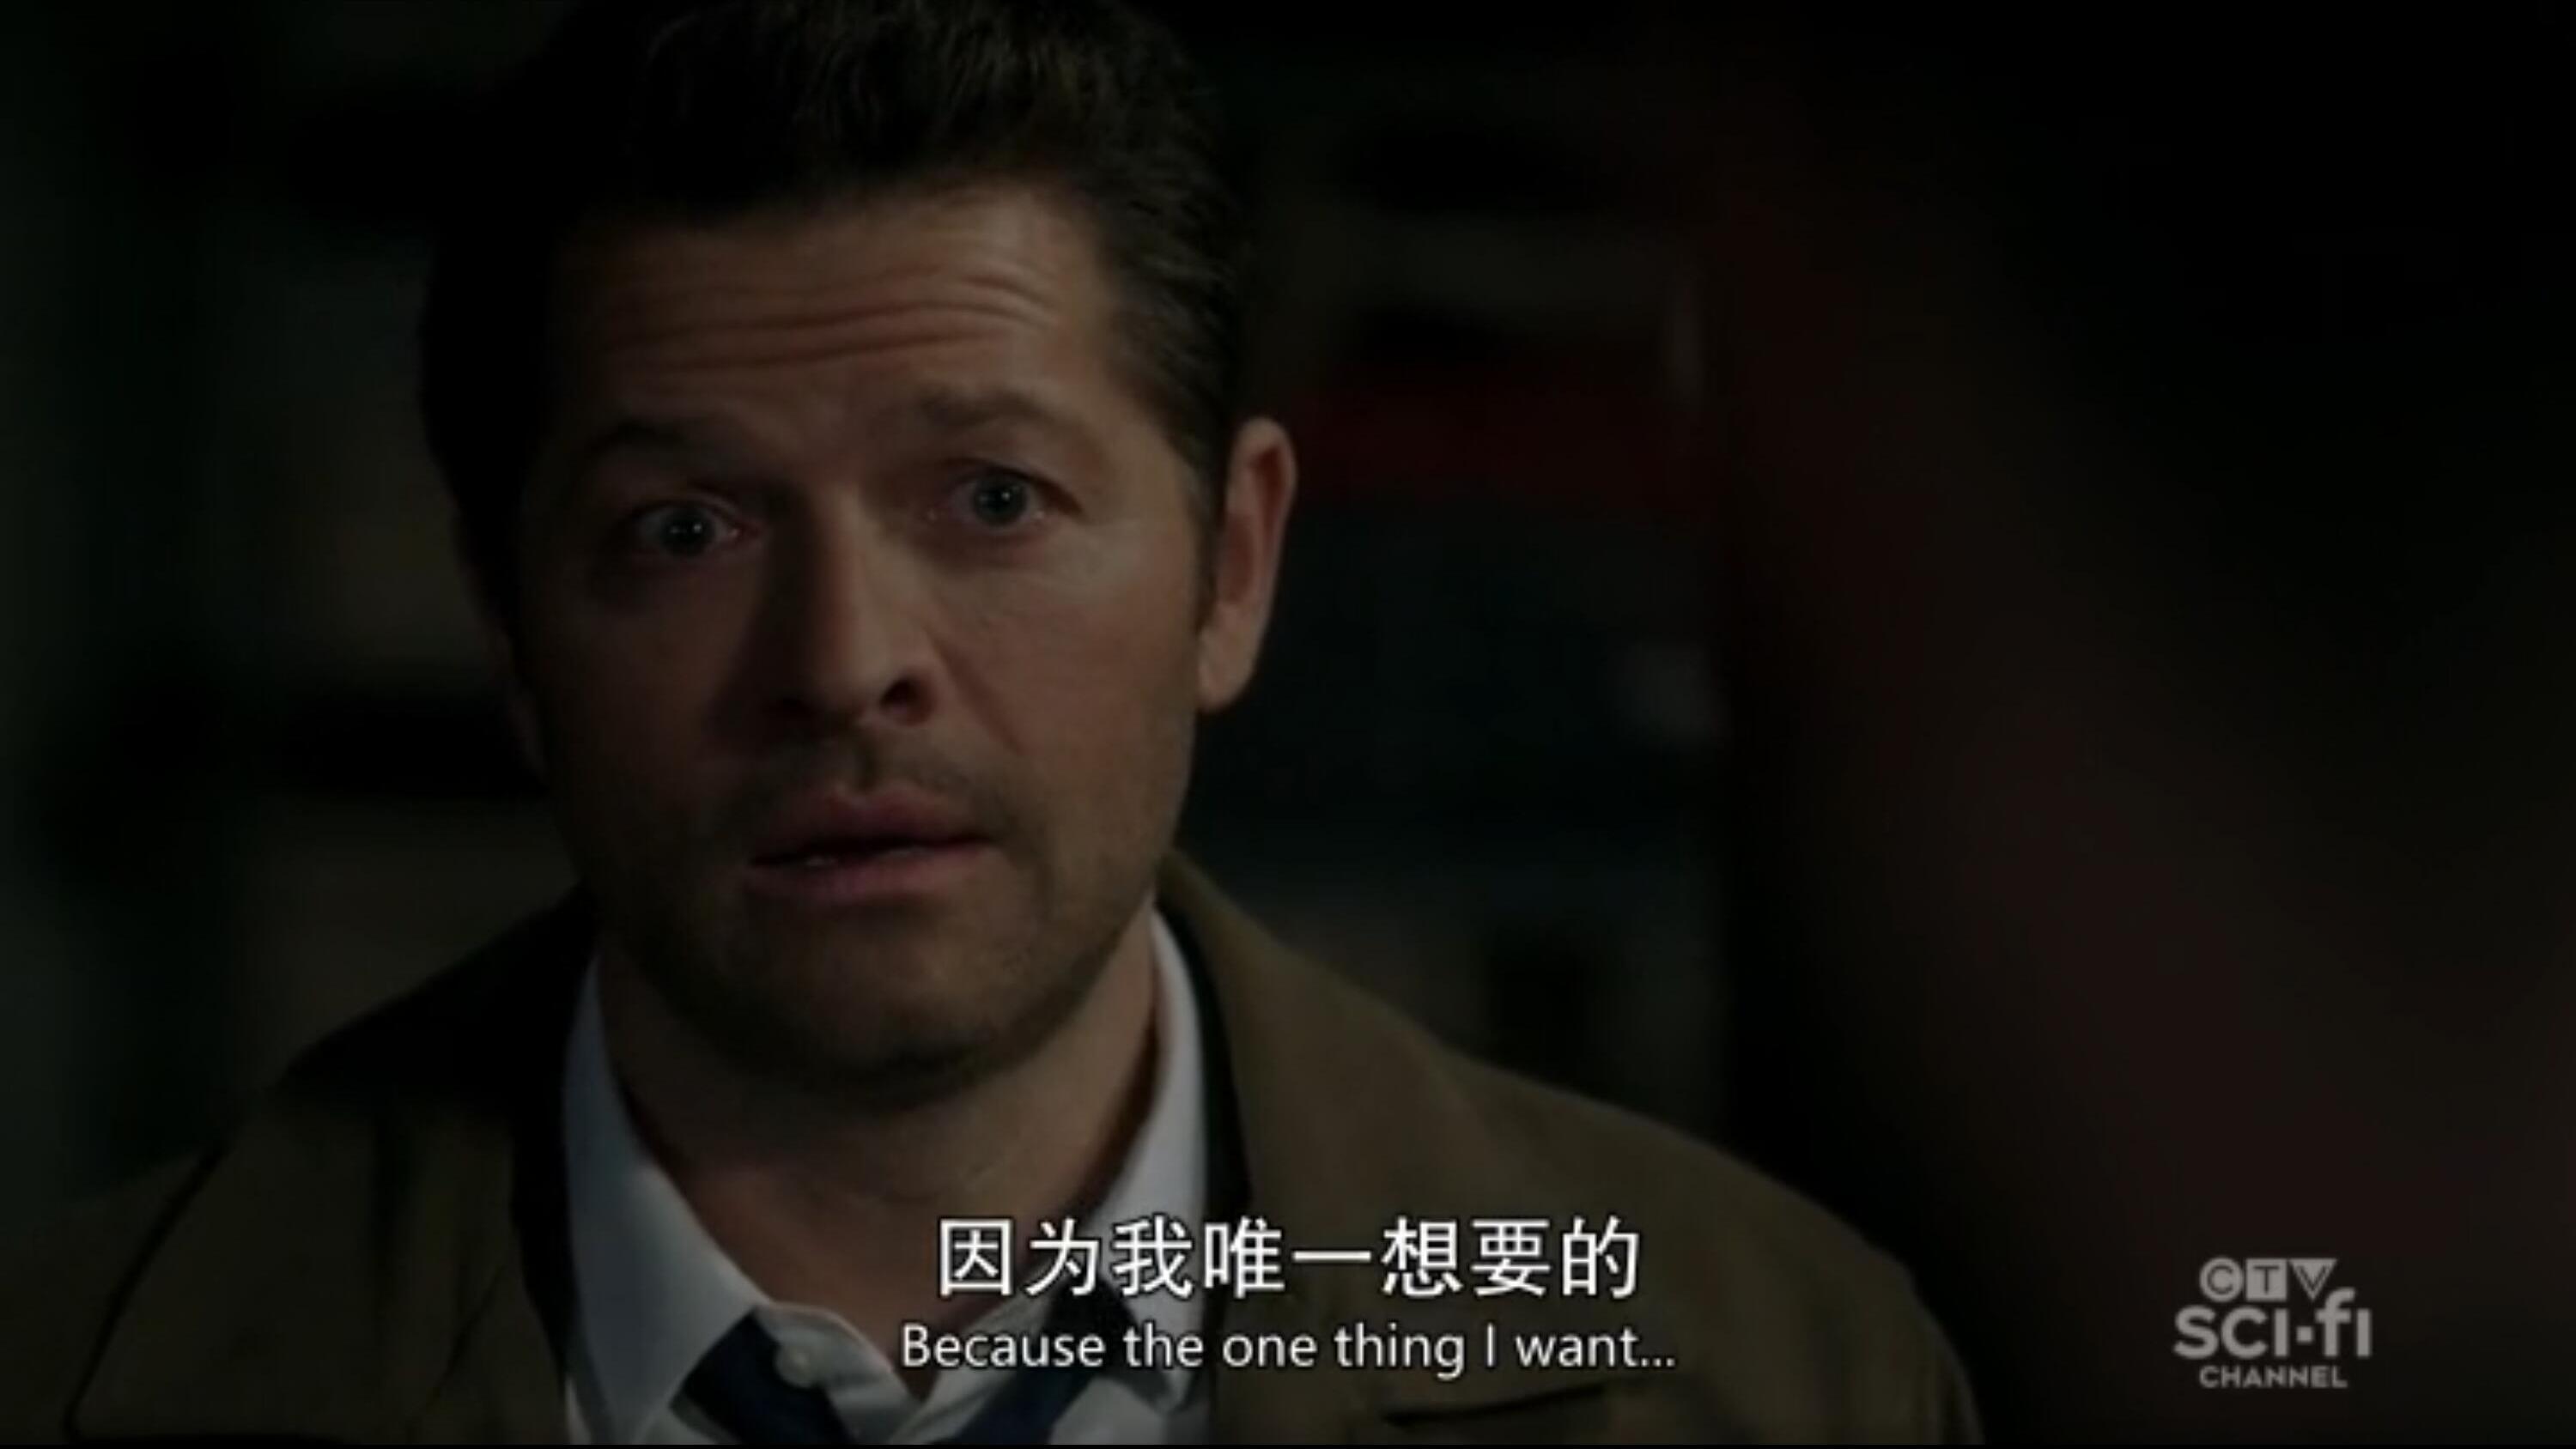 因为我唯一想要的
Because the one thing I want...
CTV
SCI-FI
CHANNEL